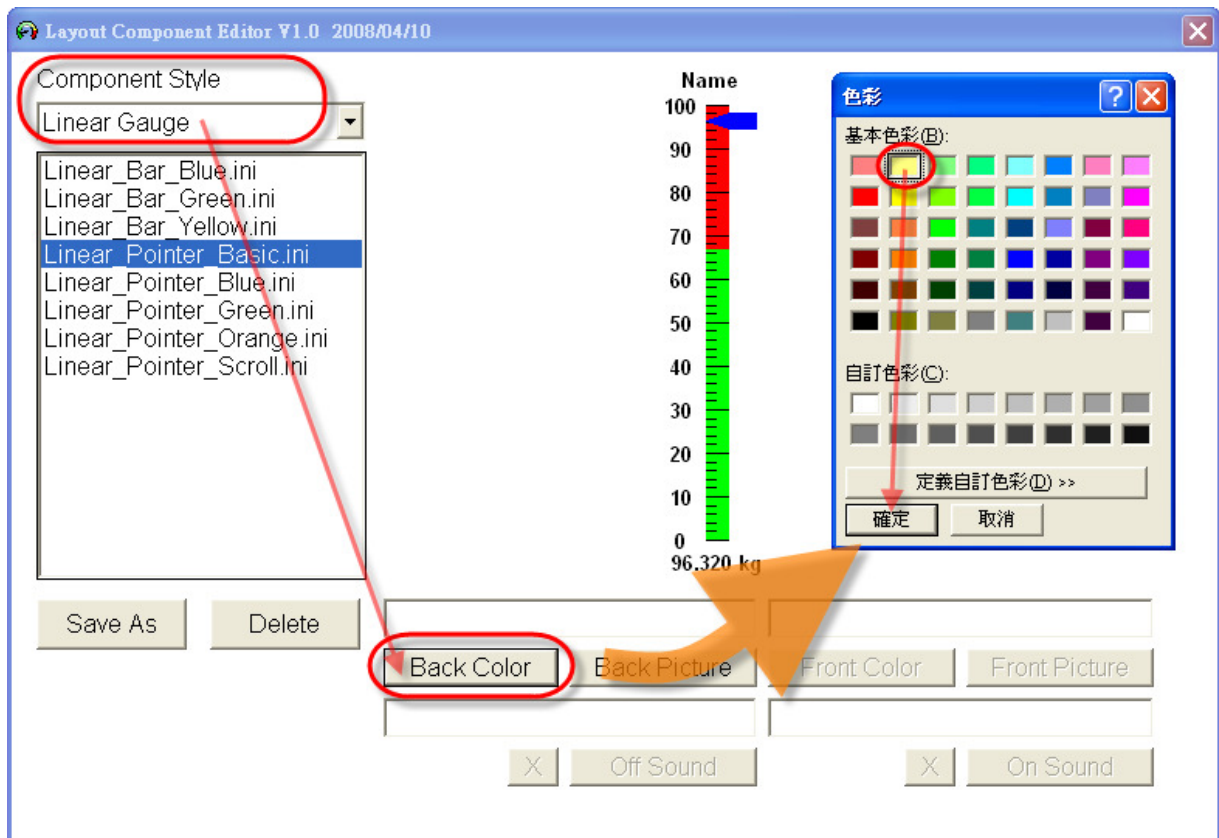 Layout Component Editor V1.0 2008/04/10
Component Style
Linear Gauge
Linear_Bar_Blue.ini
Linear_Bar_Green.ini
Linear_Bar_Yellow.ini
Linear_Pointer_Basic.ini
Linear_Pointer_Blue.ini
Linear_Pointer_Green.ini
Linear_Pointer_Orange.ini
Linear_Pointer_Scroll.ini
Save As
Delete
Name
100
90
80
70
60
50
40
30
20
10
0
96.320 kg
色彩
基本色彩(B):
自訂色彩(C):
定義自訂色彩(D) >>
確定
取消
Back Color
Back Picture
Front Color
Front Picture
X
Off Sound
X
On Sound